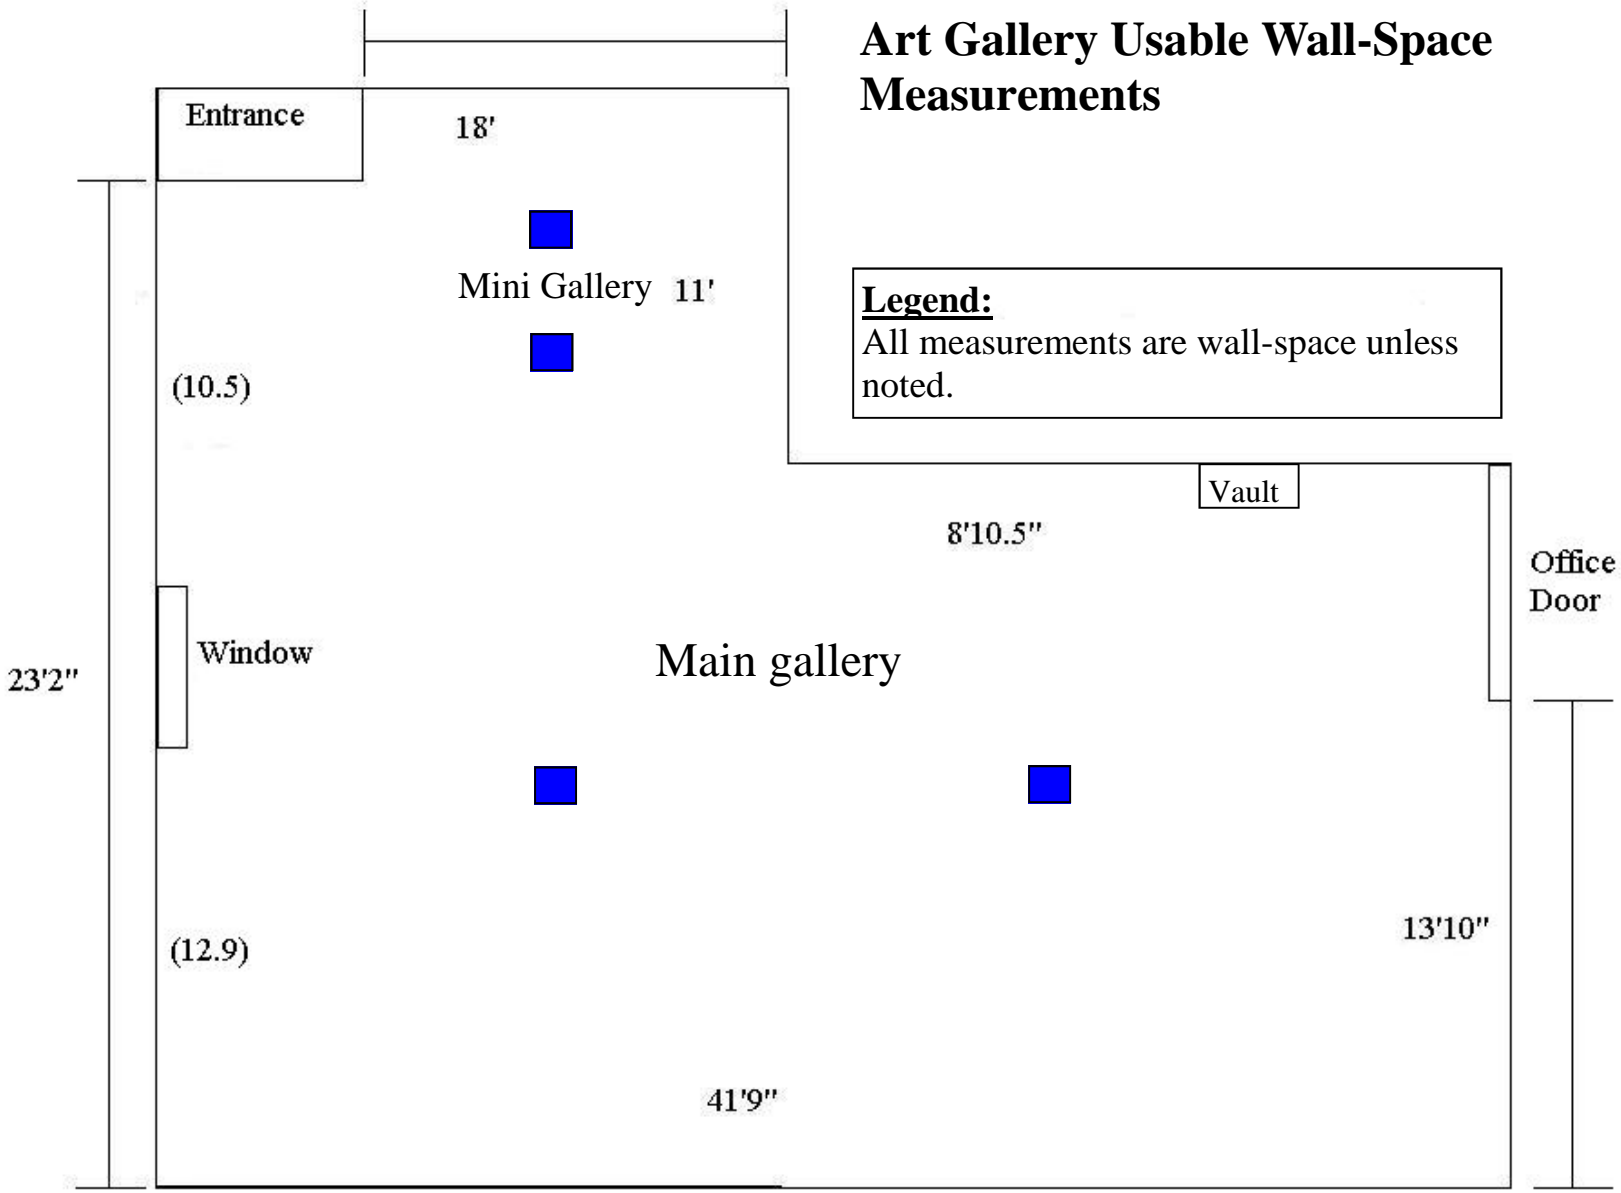 Art Gallery Usable Wall-Space
Measurements
Entrance
18'
Mini Gallery 11'
Legend:
All measurements are wall-space unless
noted.
(10.5)
Vault
8'10.5"
Office
Door
Window
Main gallery
23'2"
13'10"
(12.9)
41'9"